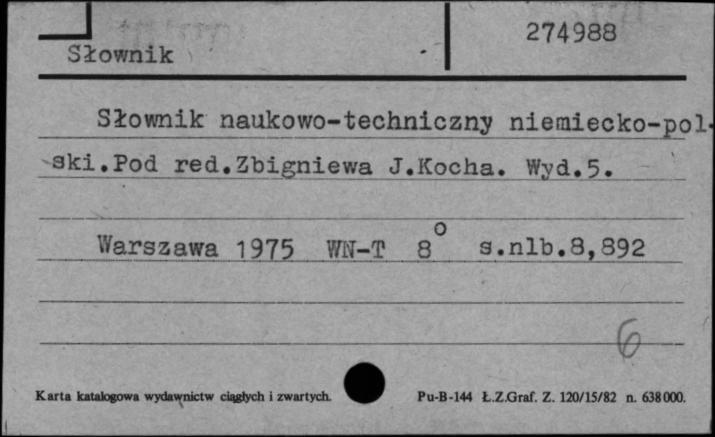 274988
Słownik
Słownik naukowo-techniczny niemiecko-pol-
ski.Pod red.Zbigniewa J.Kocha. Wyd.5.
Warszawa 1975 WN-T 8° s.nlb.8,892
6
Karta katalogowa wydawnictw ciągłych i zwartych.
Pu-B-144 Ł.Z.Graf. Z. 120/15/82 n. 638000.